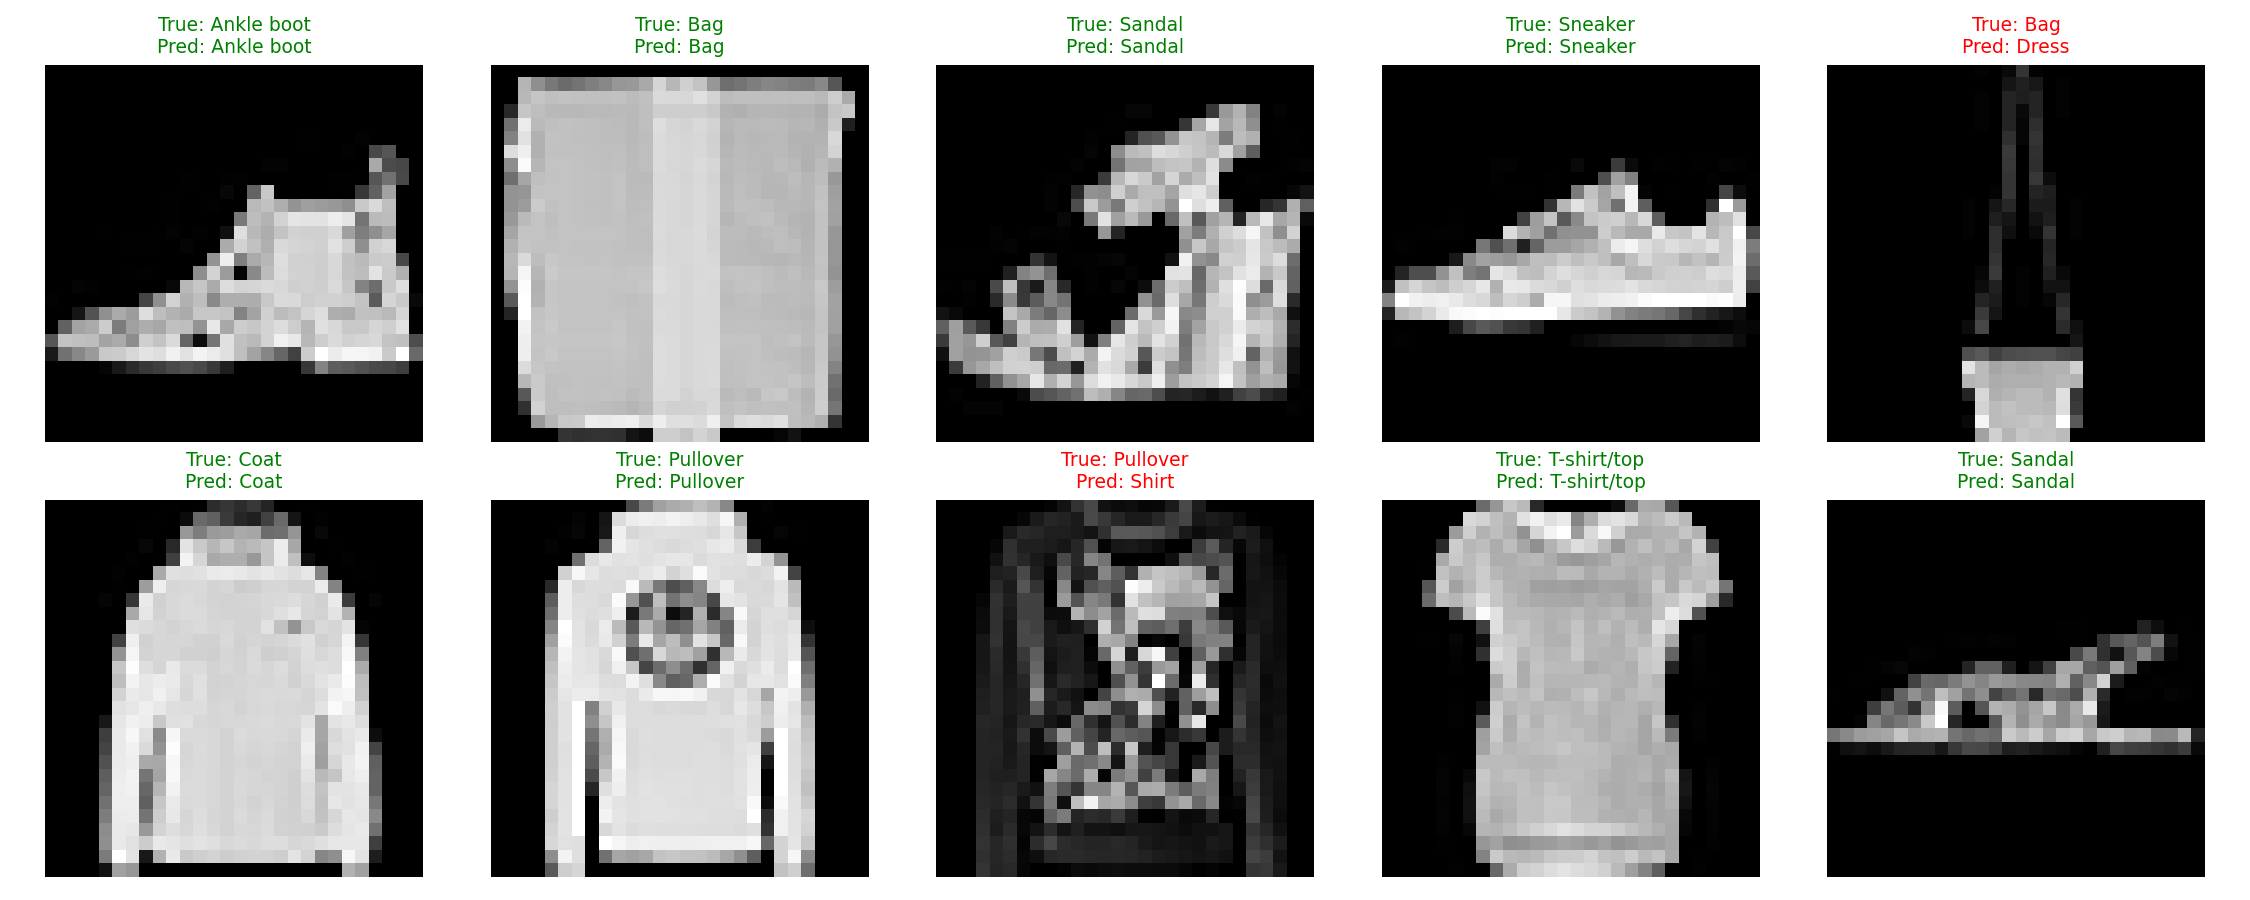 True: Ankle boot
Pred: Ankle boot
True: Bag
Pred: Bag
True: Sandal
Pred: Sandal
True: Sneaker
Pred: Sneaker
True: Bag
Pred: Dress
True: Coat
Pred: Coat
True: Pullover
Pred: Pullover
True: Pullover
Pred: Shirt
True: T-shirt/top
Pred: T-shirt/top
True: Sandal
Pred: Sandal